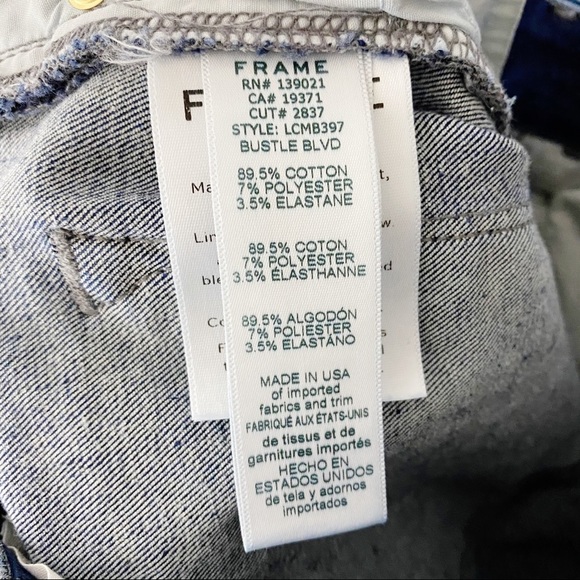 FRAME
RN# 139021
CA# 19371
CUT# 2837
STYLE: LCMB397
BUSTLE BLVD
89.5% COTTON
7% POLYESTER
3.5% ELASTANE
89.5% COTON
7% POLYESTER
3.5% ÉLASTHANNE
89.5% ALGODÓN
7% POLIÉSTER
3.5% ELASTÁNO
MADE IN USA
of imported
fabrics and trim
FABRIQUÉ AUX ÉTATS-UNIS
de tissus et de
garnitures importés
HECHO EN
ESTADOS UNIDOS
de tela y adornos
importados